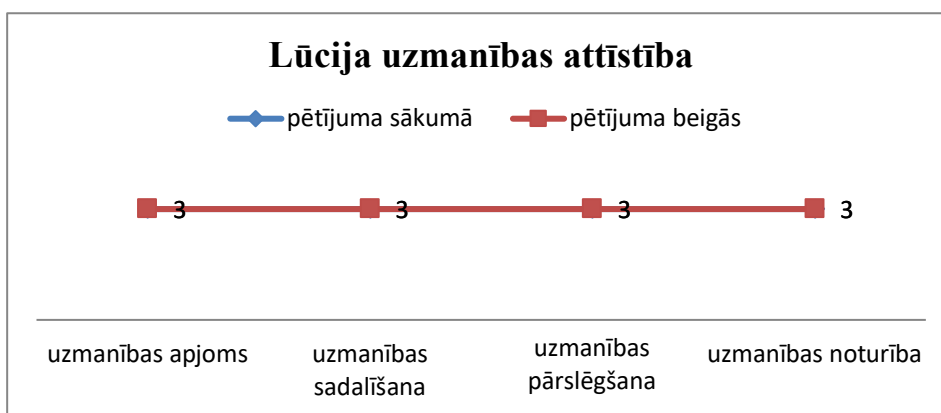 Lūcija uzmanības attīstība
pētījuma sākumā pētījuma beigās
3 3 3 3
uzmanības apjoms uzmanības sadalīšana uzmanības pārslēgšana uzmanības noturība